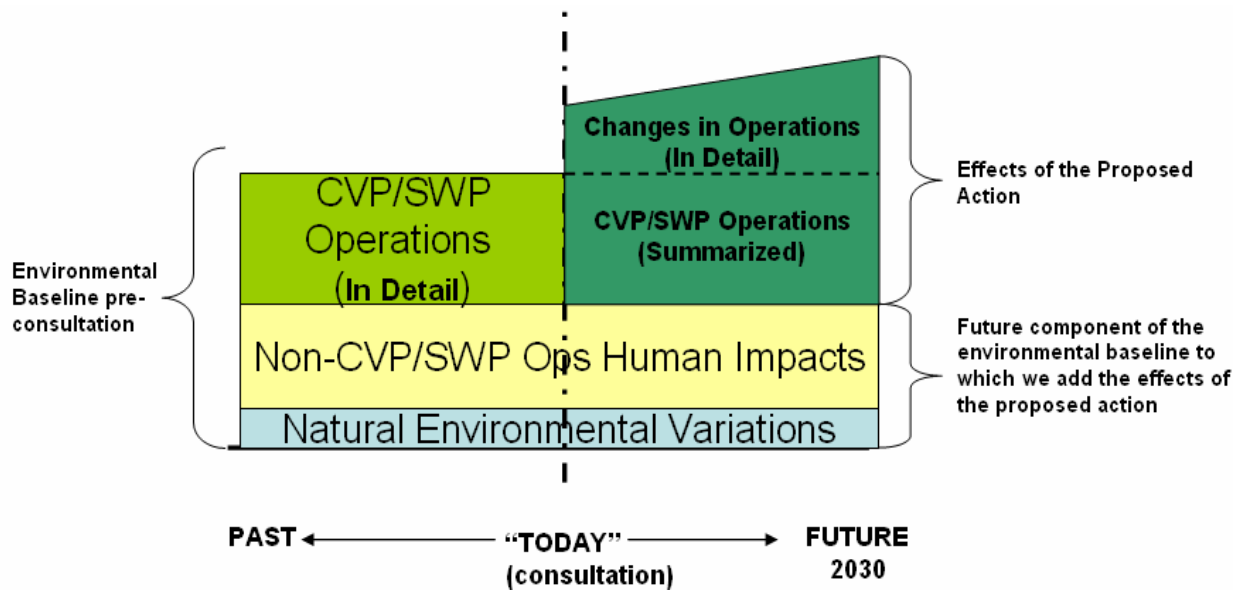 Changes in Operations
(In Detail)
CVP/SWP
Operations
(In Detail)
CVP/SWP Operations
(Summarized)
Effects of the Proposed
Action
Environmental
Baseline pre-
consultation
Non-CVP/SWP Ops Human Impacts
Natural Environmental Variations
Future component of the
environmental baseline to
which we add the effects of
the proposed action
PAST
“TODAY”
(consultation)
FUTURE
2030